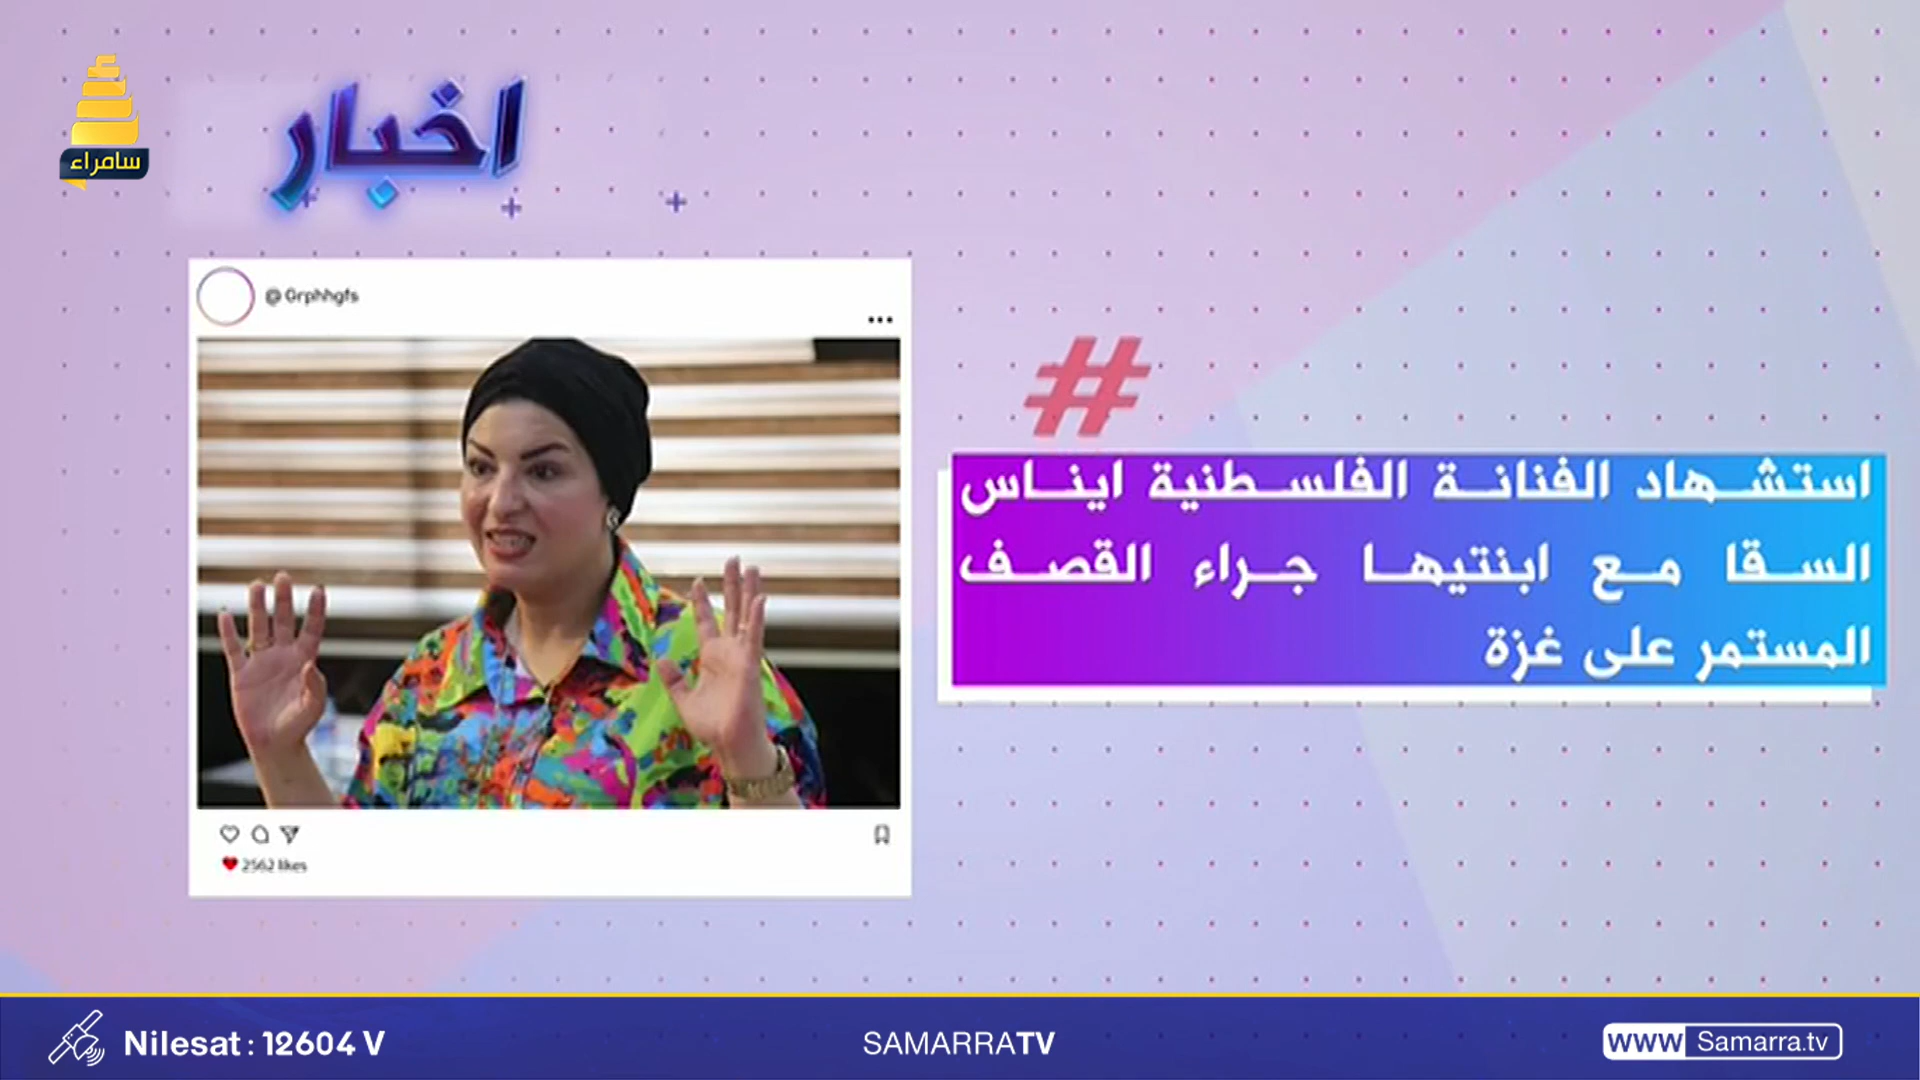 سامراء
اخبار
@ Grphhgfs
2562 likes
#
استشهاد الفنانة الفلسطنية ايناس
السقا مع ابنتيها جراء القصف
المستمر على غزة
Nilesat : 12604 V
SAMARRATV
www Samarra.tv